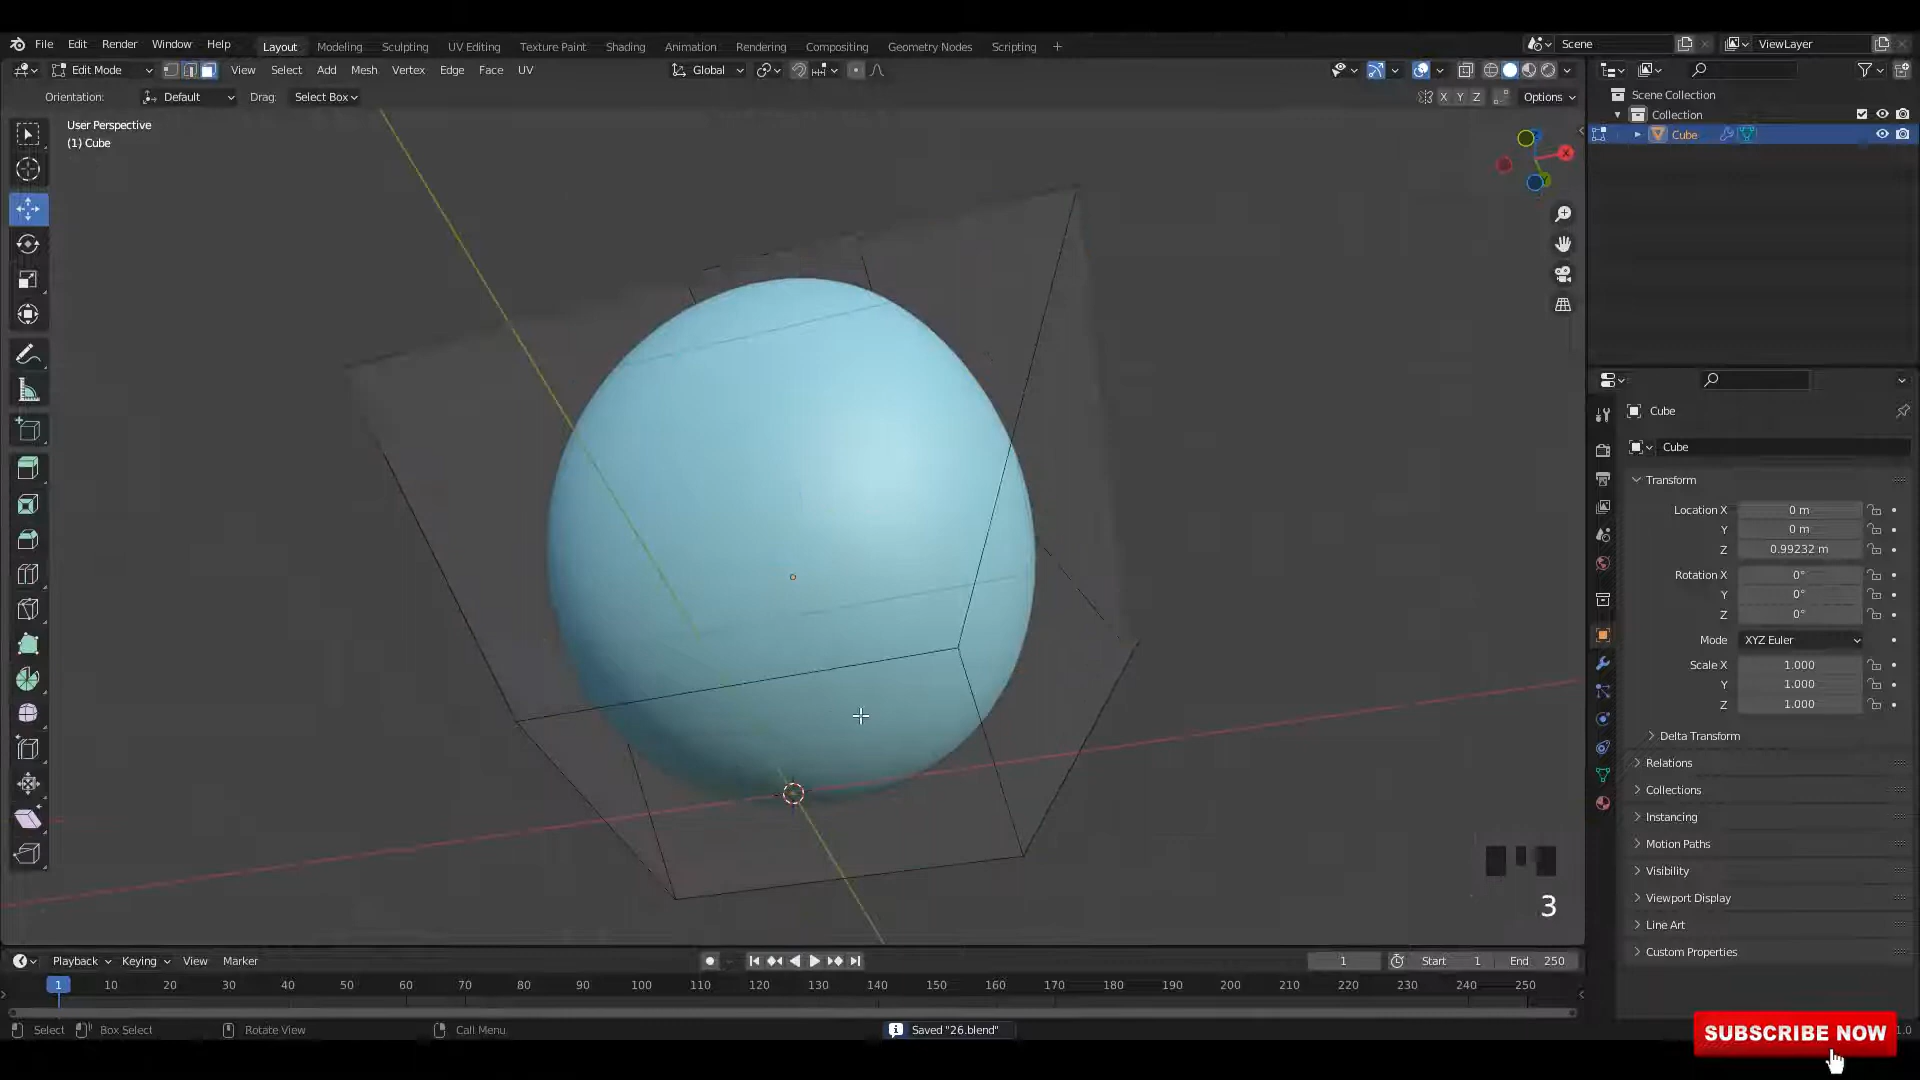 File Edit Render Window Help Layout Modeling Sculpting UV Editing Texture Paint Shading Animation Rendering Compositing Geometry Nodes Scripting + Scene ViewLayer
Edit Mode View Select Add Mesh Vertex Edge Face UV Global
Orientation: Default Drag: Select Box X Y Z Options
User Perspective
(1) Cube
X
Y
3
Scene Collection
Collection
Cube
Cube
Cube
Transform
Location X 0 m
Y 0 m
Z 0.99232 m
Rotation X 0°
Y 0°
Z 0°
Mode XYZ Euler
Scale X 1.000
Y 1.000
Z 1.000
Delta Transform
Relations
Collections
Instancing
Motion Paths
Visibility
Viewport Display
Line Art
Custom Properties
Playback Keying View Marker 1 Start 1 End 250
1 10 20 30 40 50 60 70 80 90 100 110 120 130 140 150 160 170 180 190 200 210 220 230 240 250
Select Box Select Rotate View Call Menu Saved "26.blend"
SUBSCRIBE NOW